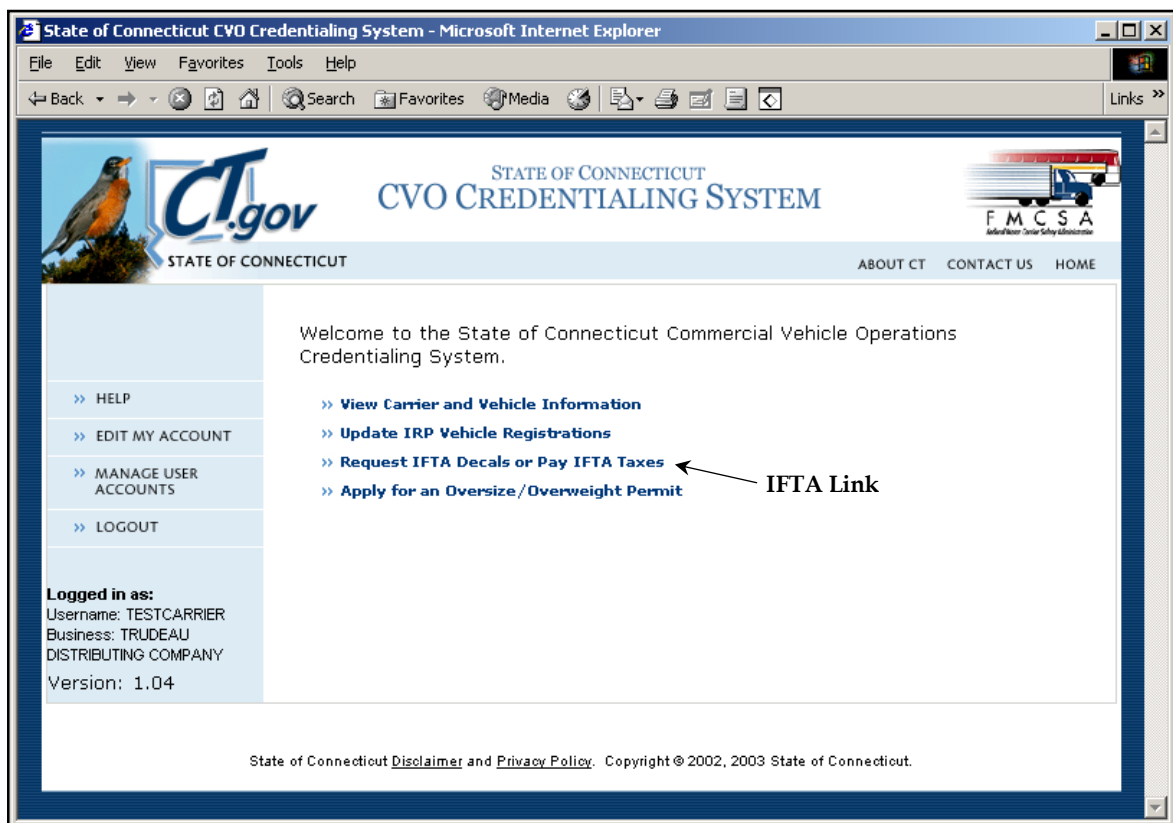 State of Connecticut CVO Credentialing System - Microsoft Internet Explorer
File Edit View Favorites Tools Help
Back Search Favorites Media Links »
CT.gov
STATE OF CONNECTICUT
STATE OF CONNECTICUT
CVO CREDENTIALING SYSTEM
F M C S A
Federal Motor Carrier Safety Administration
ABOUT CT CONTACT US HOME
Welcome to the State of Connecticut Commercial Vehicle Operations
Credentialing System.
» HELP
» EDIT MY ACCOUNT
» MANAGE USER
ACCOUNTS
» LOGOUT
» View Carrier and Vehicle Information
» Update IRP Vehicle Registrations
» Request IFTA Decals or Pay IFTA Taxes
» Apply for an Oversize/Overweight Permit
IFTA Link
Logged in as:
Username: TESTCARRIER
Business: TRUDEAU
DISTRIBUTING COMPANY
Version: 1.04
State of Connecticut Disclaimer and Privacy Policy. Copyright © 2002, 2003 State of Connecticut.